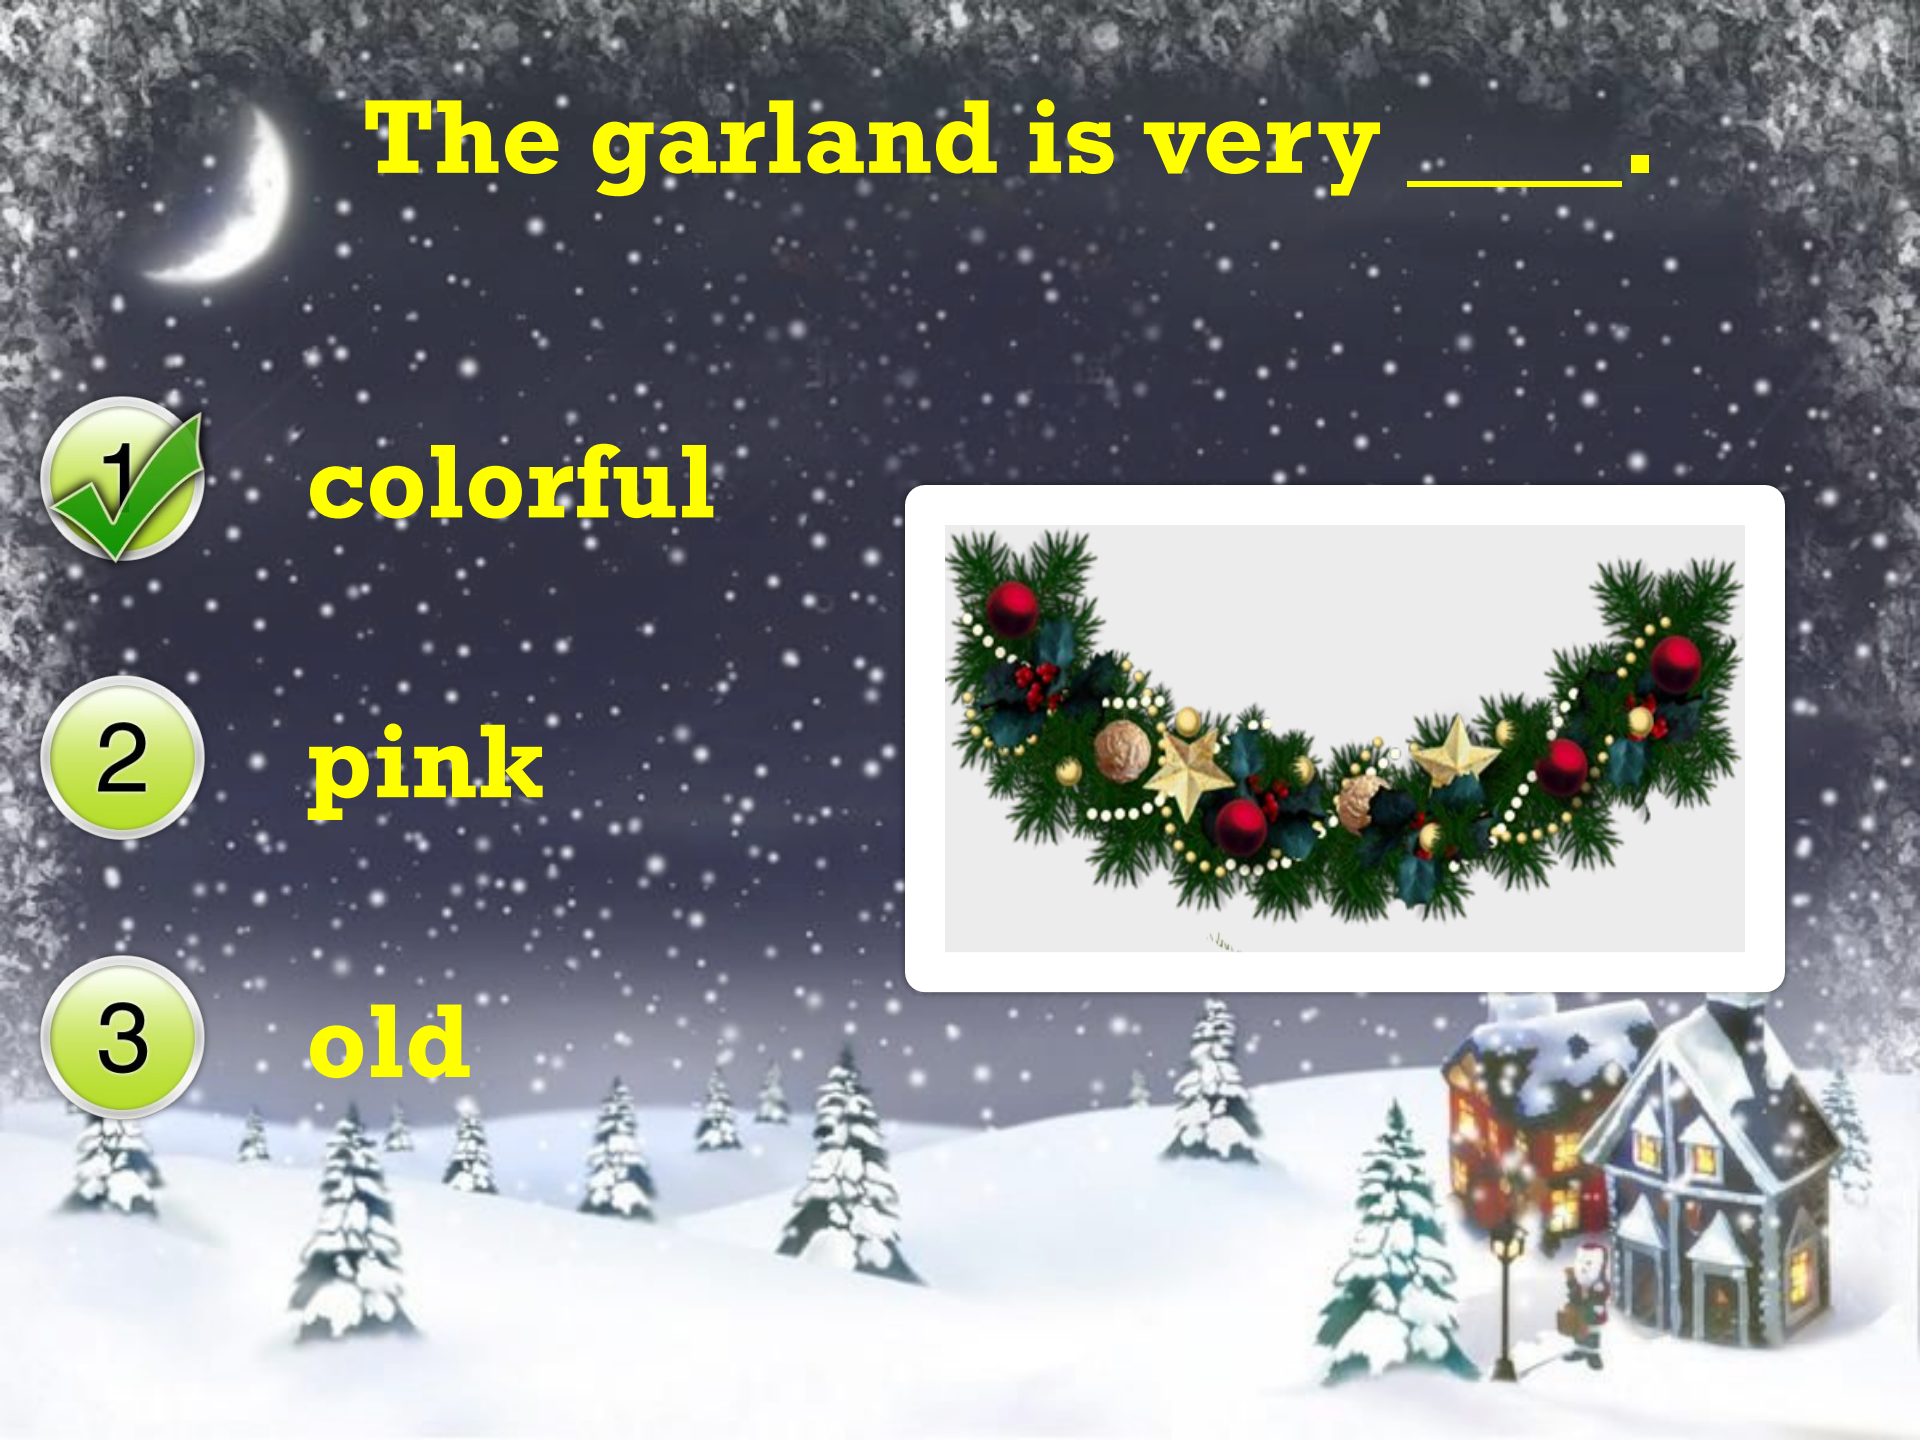 The garland is very ____.
1 colorful
2 pink
3 old